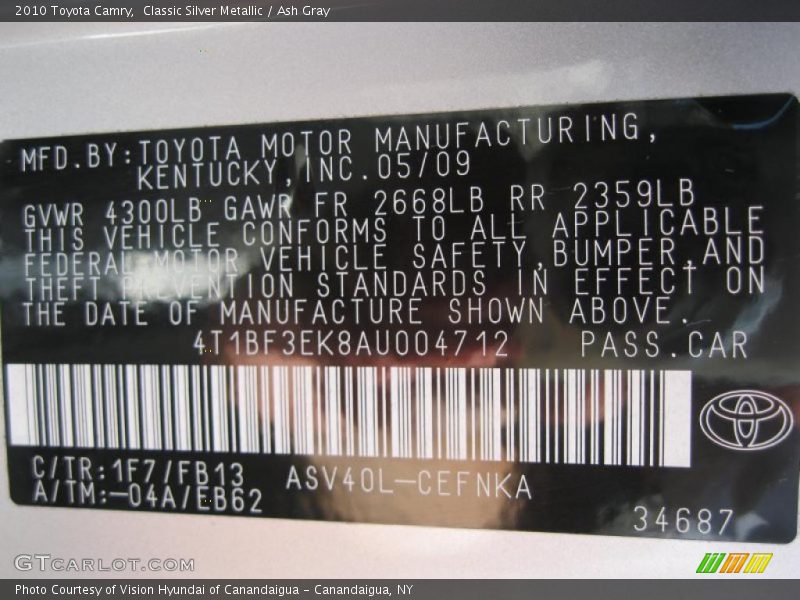 2010 Toyota Camry,  Classic Silver Metallic / Ash Gray
MFD.BY:TOYOTA MOTOR MANUFACTURING,
KENTUCKY,INC.05/09
GVWR 4300LB GAWR FR 2668LB RR 2359LB
THIS VEHICLE CONFORMS TO ALL APPLICABLE
FEDERAL MOTOR VEHICLE SAFETY,BUMPER,AND
THEFT PREVENTION STANDARDS IN EFFECT ON
THE DATE OF MANUFACTURE SHOWN ABOVE.
4T1BF3EK8AU004712 PASS.CAR
C/TR:1F7/FB13 ASV40L-CEFNKA
A/TM:-04A/EB62
34687
GTCARLOT.COM
Photo Courtesy of Vision Hyundai of Canandaigua - Canandaigua, NY